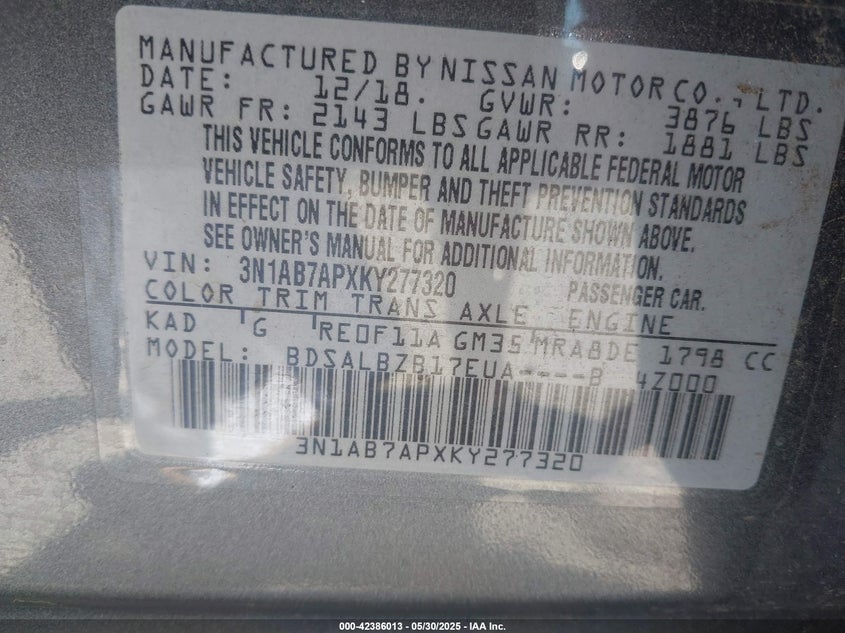 MANUFACTURED BY NISSAN MOTOR CO., LTD.
DATE: 12/18. GVWR: 3876 LBS
GAWR FR: 2143 LBS GAWR RR: 1881 LBS
THIS VEHICLE CONFORMS TO ALL APPLICABLE FEDERAL MOTOR
VEHICLE SAFETY, BUMPER AND THEFT PREVENTION STANDARDS
IN EFFECT ON THE DATE OF MANUFACTURE SHOWN ABOVE.
SEE OWNER'S MANUAL FOR ADDITIONAL INFORMATION.
VIN: 3N1AB7APXKY277320 PASSENGER CAR.
COLOR TRIM TRANS AXLE ENGINE
KAD G RE0F11A GM35 MRA8DE 1798 CC
MODEL: BDSALBZB17EUA----B 4Z000
3N1AB7APXKY277320
000-42386013 — 05/30/2025 - IAA Inc.